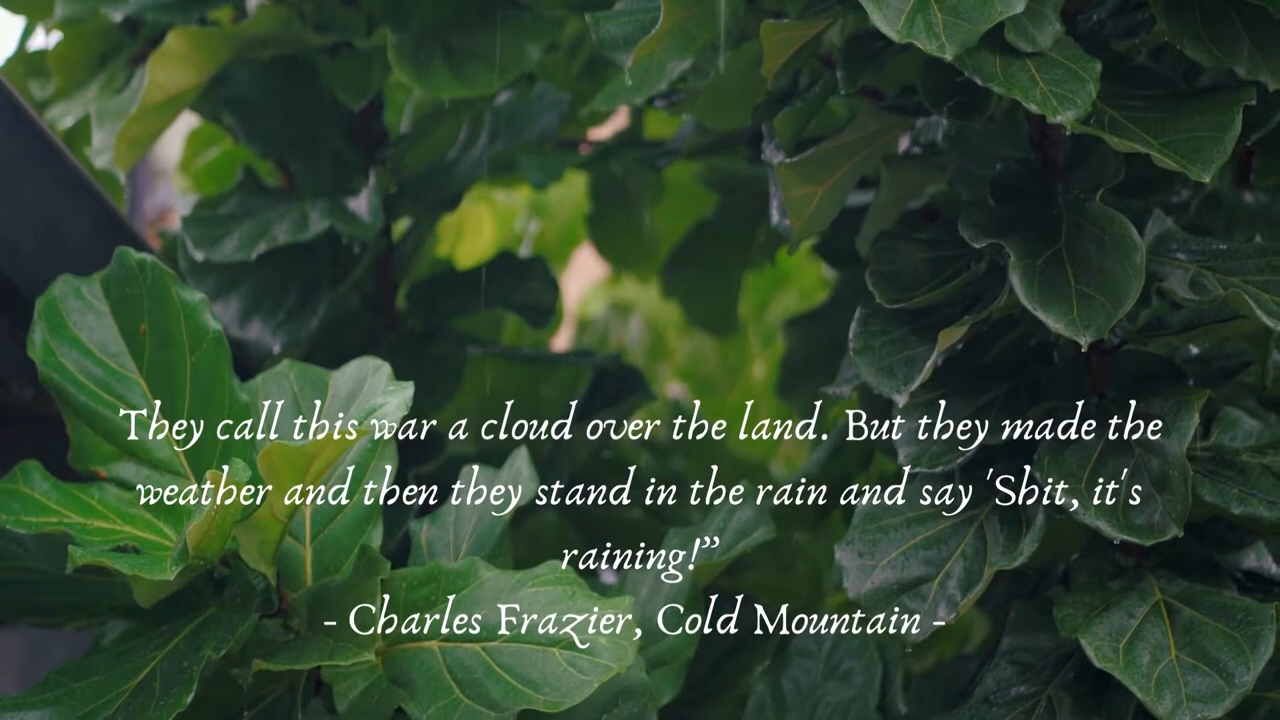 They call this war a cloud over the land. But they made the
weather and then they stand in the rain and say 'Shit, it's
raining!”
- Charles Frazier, Cold Mountain -